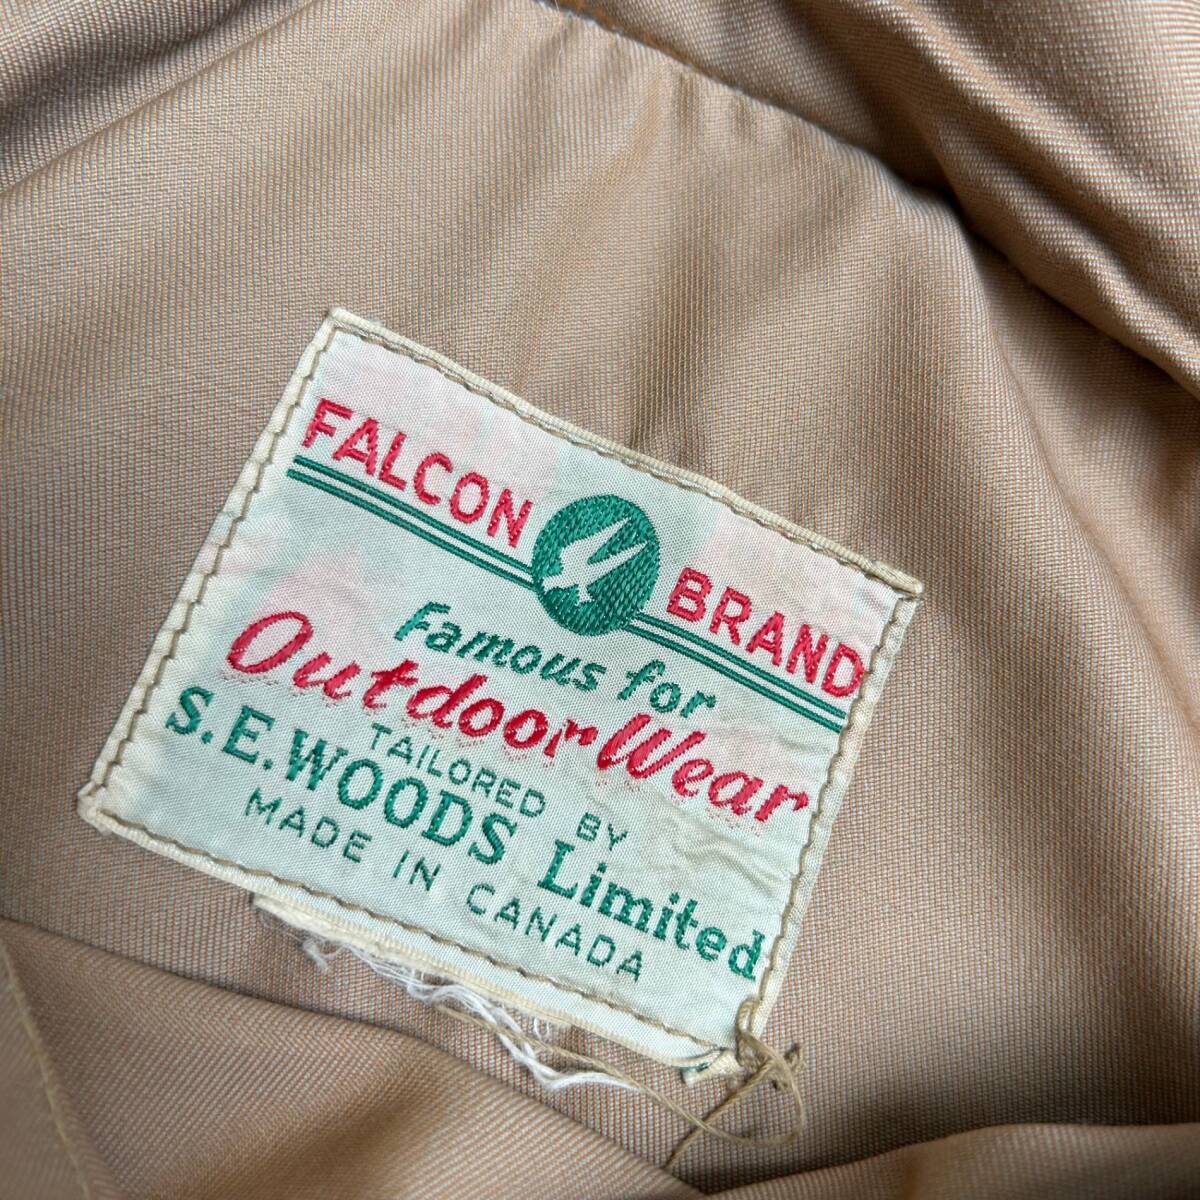 FALCON BRAND
Famous for
Outdoor Wear
TAILORED BY
S.E.WOODS Limited
MADE IN CANADA